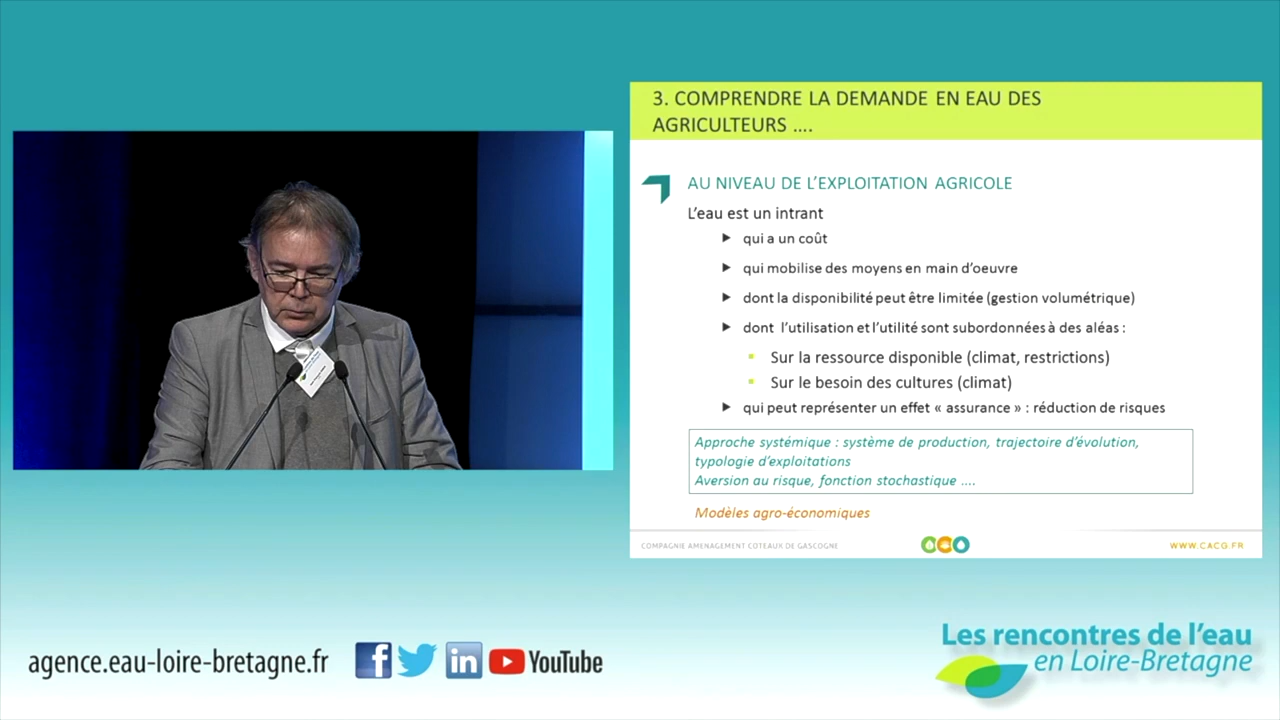 3. COMPRENDRE LA DEMANDE EN EAU DES
AGRICULTEURS ....
AU NIVEAU DE L'EXPLOITATION AGRICOLE
L'eau est un intrant
qui a un coût
qui mobilise des moyens en main d'oeuvre
dont la disponibilité peut être limitée (gestion volumétrique)
dont l'utilisation et l'utilité sont subordonnées à des aléas :
Sur la ressource disponible (climat, restrictions)
Sur le besoin des cultures (climat)
qui peut représenter un effet « assurance » : réduction de risques
Approche systémique : système de production, trajectoire d'évolution,
typologie d'exploitations
Aversion au risque, fonction stochastique ....
Modèles agro-économiques
COMPAGNIE AMENAGEMENT COTEAUX DE GASCOGNE
WWW.CACG.FR
agence.eau-loire-bretagne.fr
YouTube
Les rencontres de l'eau
en Loire-Bretagne